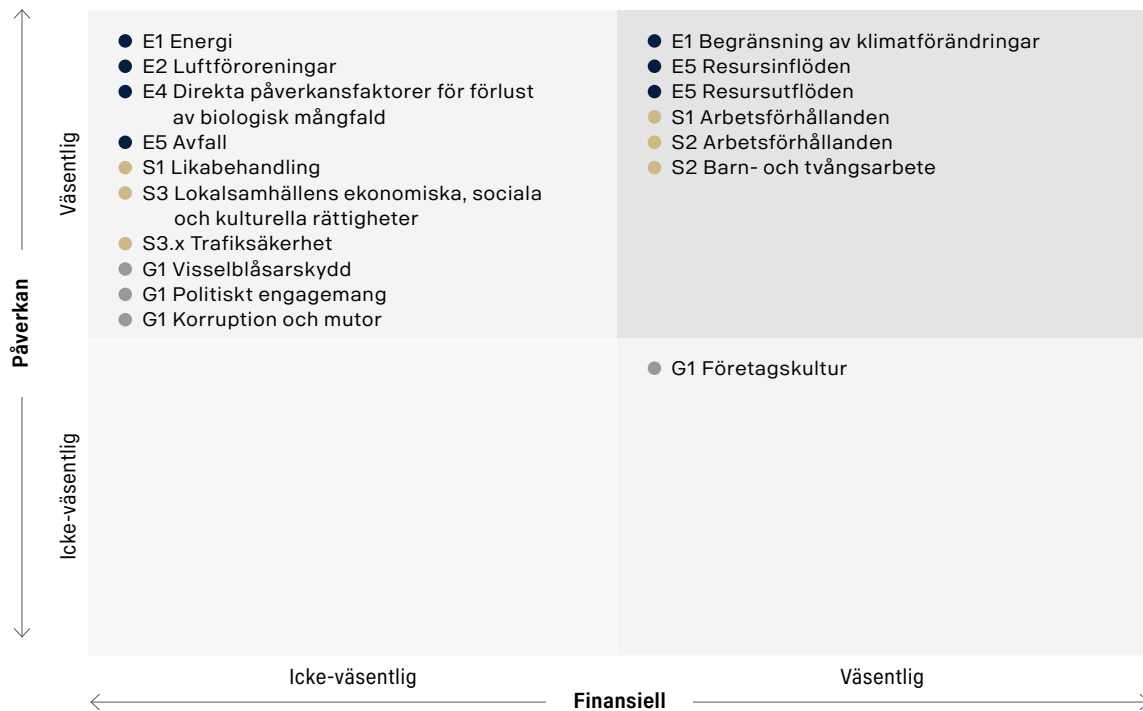 Påverkan
Väsentlig
Icke-väsentlig
E1 Energi
E2 Luftföroreningar
E4 Direkta påverkansfaktorer för förlust
av biologisk mångfald
E5 Avfall
S1 Likabehandling
S3 Lokalsamhällens ekonomiska, sociala
och kulturella rättigheter
S3.x Trafiksäkerhet
G1 Visselblåsarskydd
G1 Politiskt engagemang
G1 Korruption och mutor
E1 Begränsning av klimatförändringar
E5 Resursinflöden
E5 Resursutflöden
S1 Arbetsförhållanden
S2 Arbetsförhållanden
S2 Barn- och tvångsarbete
G1 Företagskultur
Icke-väsentlig
Väsentlig
Finansiell